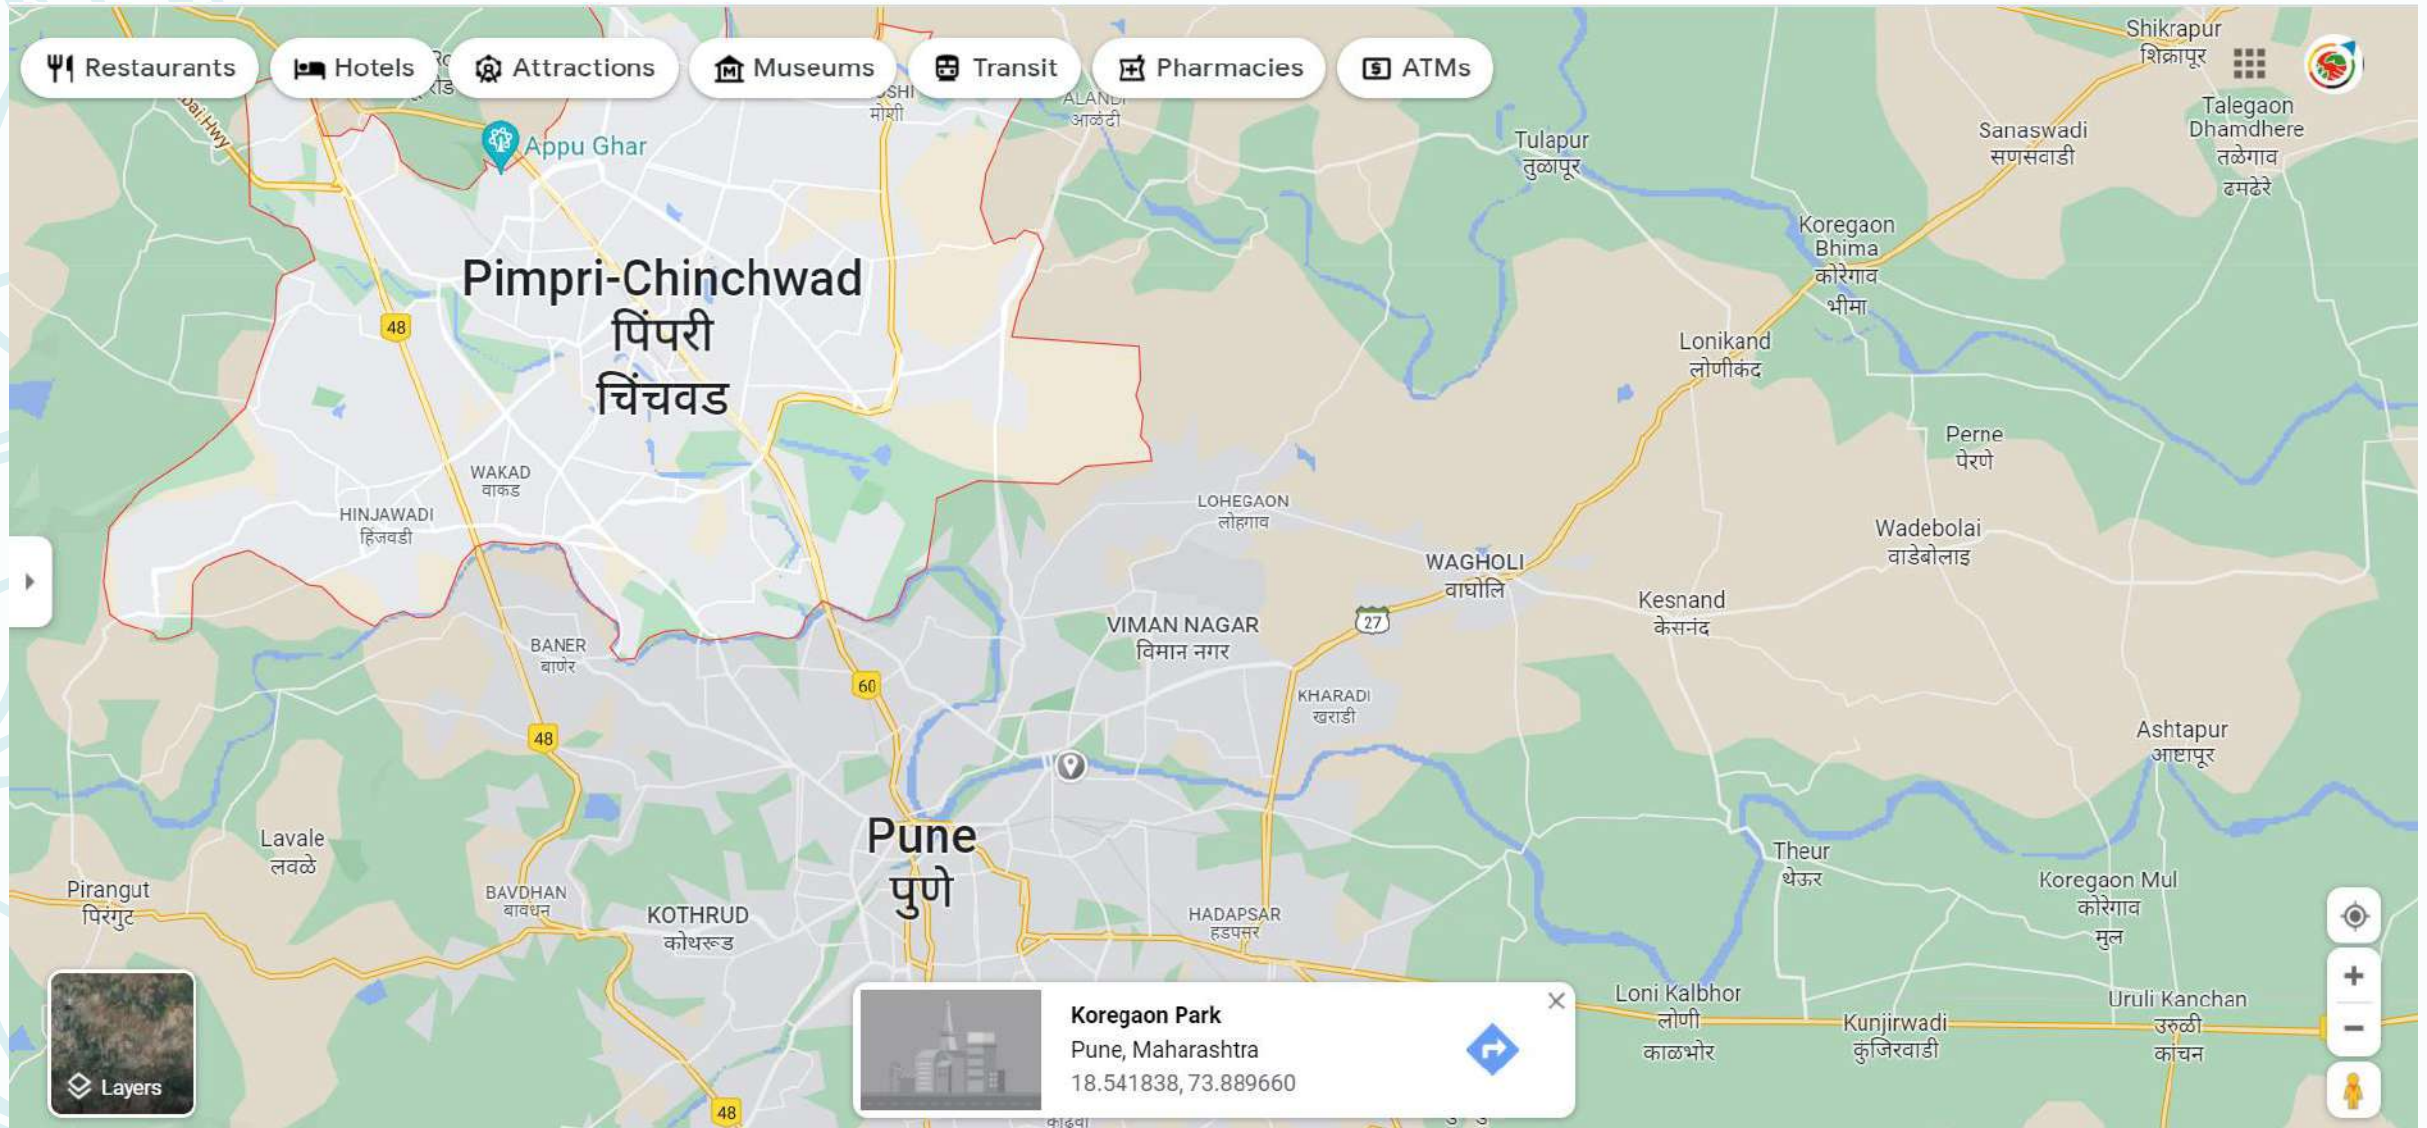 Restaurants
Hotels
Attractions
Museums
Transit
Pharmacies
ATMs
Shikrapur
शिक्रापूर
Talegaon
Dhamdhere
तळेगाव
ढमढेरे
Sanaswadi
सणसवाडी
ALANDI
आळंदी
मोशी
Tulapur
तुळापूर
Appu Ghar
Koregaon
Bhima
कोरेगाव
भीमा
Pimpri-Chinchwad
पिंपरी
चिंचवड
48
Lonikand
लोणीकंद
Perne
पेरणे
WAKAD
वाकड
HINJAWADI
हिंजवडी
LOHEGAON
लोहगाव
WAGHOLI
वाघोलि
Wadebolai
वाडेबोलाइ
Kesnand
केसनंद
27
VIMAN NAGAR
विमान नगर
BANER
बाणेर
60
KHARADI
खराडी
48
Ashtapur
आष्टापूर
Lavale
लवळे
Pune
पुणे
Theur
थेऊर
Pirangut
पिरंगुट
BAVDHAN
बावधन
KOTHRUD
कोथरूड
HADAPSAR
हडपसर
Koregaon Mul
कोरेगाव
मुल
Loni Kalbhor
लोणी
काळभोर
Kunjirwadi
कुंजिरवाडी
Uruli Kanchan
उरुळी
कांचन
Koregaon Park
Pune, Maharashtra
18.541838, 73.889660
Layers
48